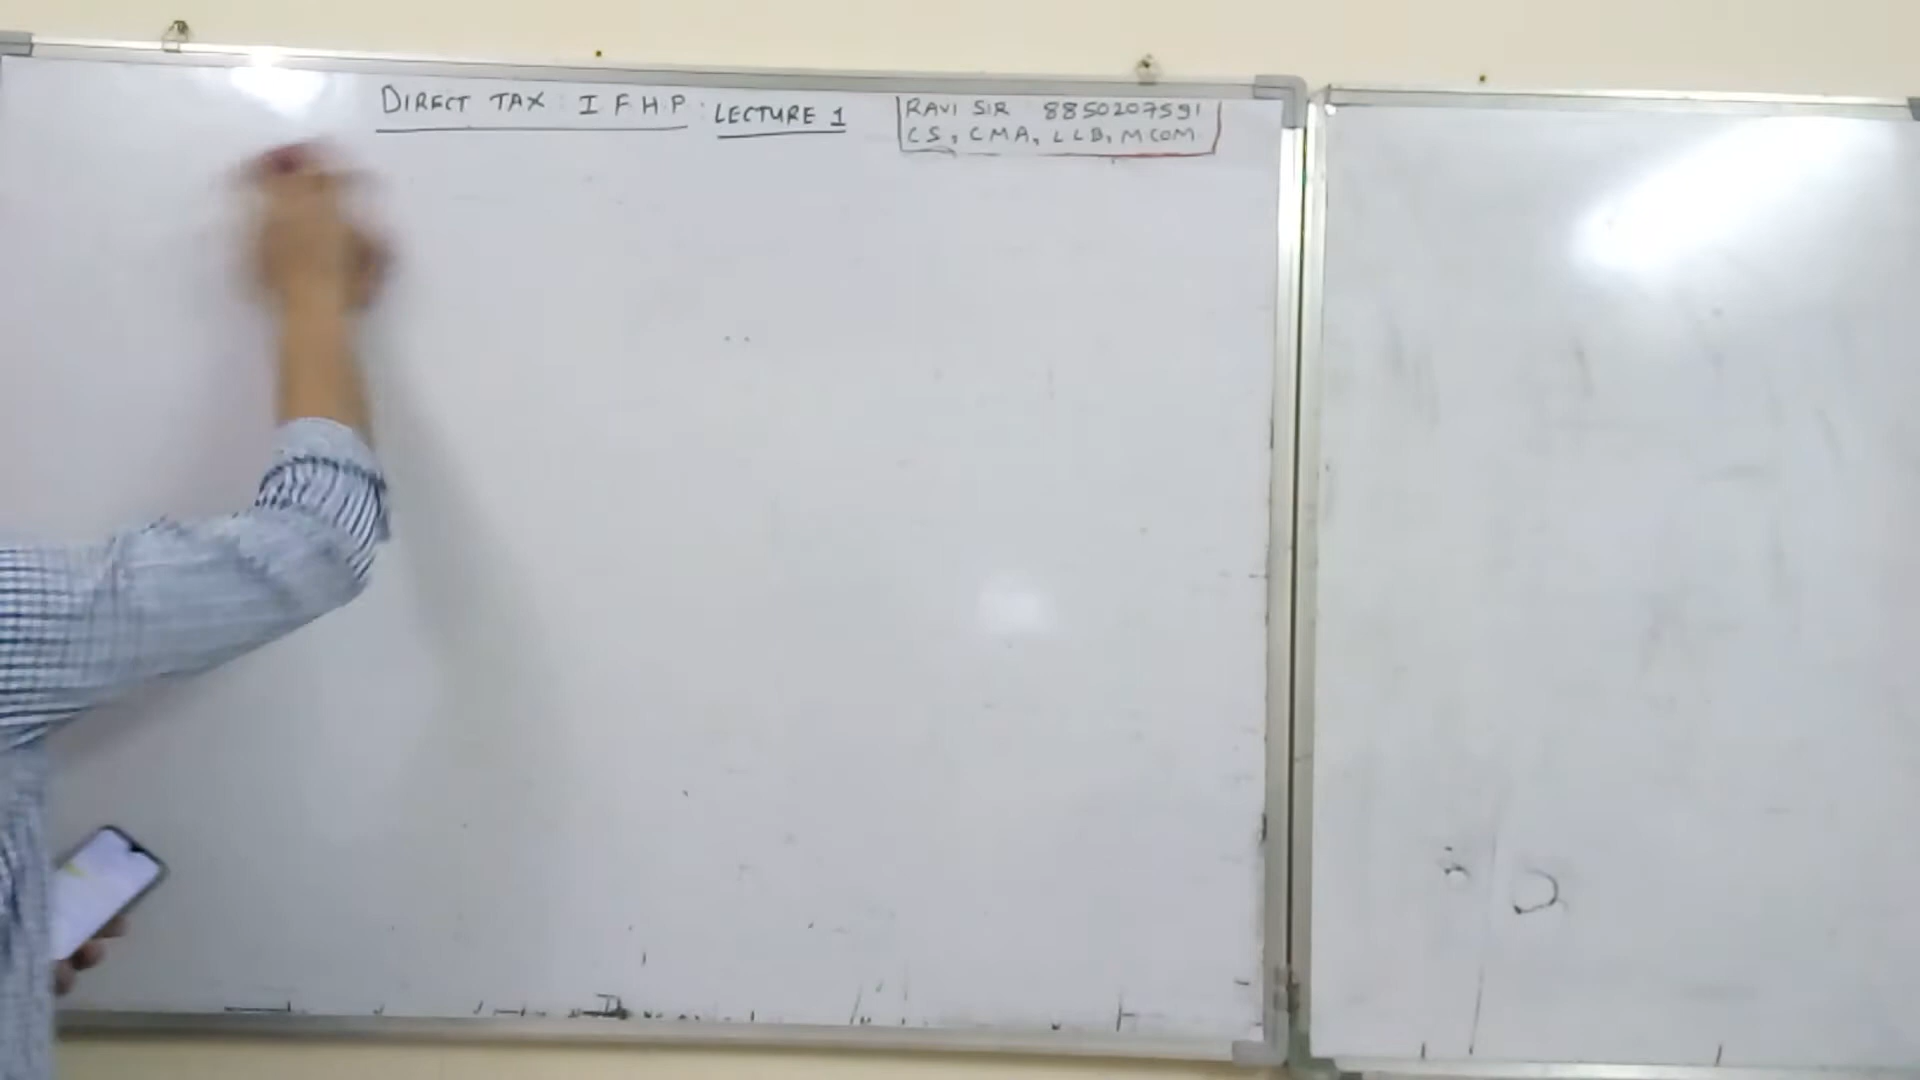 DIRECT TAX : I F H P : LECTURE 1
RAVI SIR 8850207591
CS, CMA, LLB, MCOM